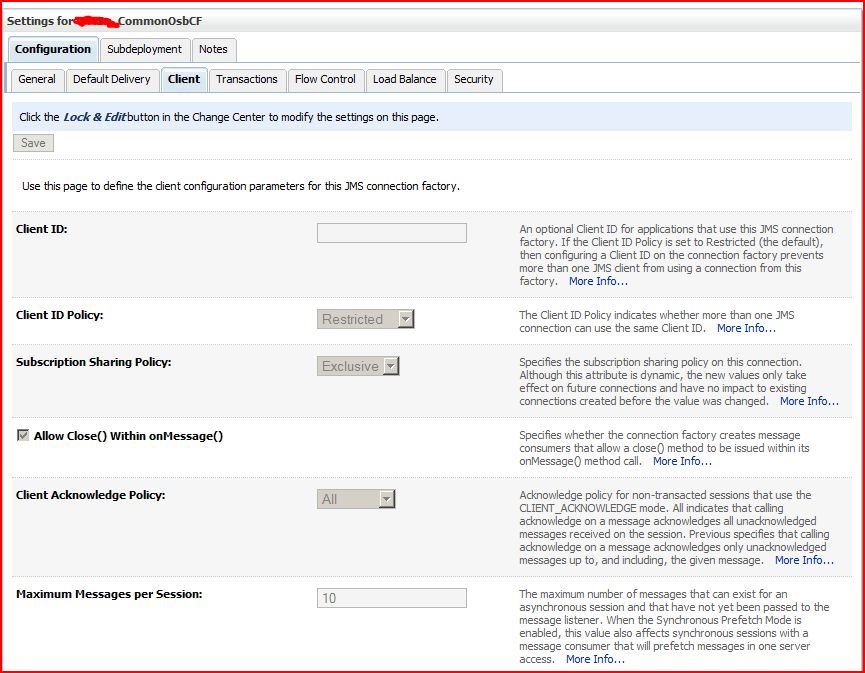 Settings for CommonOsbCF
Configuration Subdeployment Notes
General Default Delivery Client Transactions Flow Control Load Balance Security
Click the Lock & Edit button in the Change Center to modify the settings on this page.
Save
Use this page to define the client configuration parameters for this JMS connection factory.
Client ID:
An optional Client ID for applications that use this JMS connection
factory. If the Client ID Policy is set to Restricted (the default),
then configuring a Client ID on the connection factory prevents
more than one JMS client from using a connection from this
factory. More Info...
Client ID Policy:
Restricted
The Client ID Policy indicates whether more than one JMS
connection can use the same Client ID. More Info...
Subscription Sharing Policy:
Exclusive
Specifies the subscription sharing policy on this connection.
Although this attribute is dynamic, the new values only take
effect on future connections and have no impact to existing
connections created before the value was changed. More Info...
Allow Close() Within onMessage()
Specifies whether the connection factory creates message
consumers that allow a close() method to be issued within its
onMessage() method call. More Info...
Client Acknowledge Policy:
All
Acknowledge policy for non-transacted sessions that use the
CLIENT_ACKNOWLEDGE mode. All indicates that calling
acknowledge on a message acknowledges all unacknowledged
messages received on the session. Previous specifies that calling
acknowledge on a message acknowledges only unacknowledged
messages up to, and including, the given message. More Info...
Maximum Messages per Session:
10
The maximum number of messages that can exist for an
asynchronous session and that have not yet been passed to the
message listener. When the Synchronous Prefetch Mode is
enabled, this value also affects synchronous sessions with a
message consumer that will prefetch messages in one server
access. More Info...